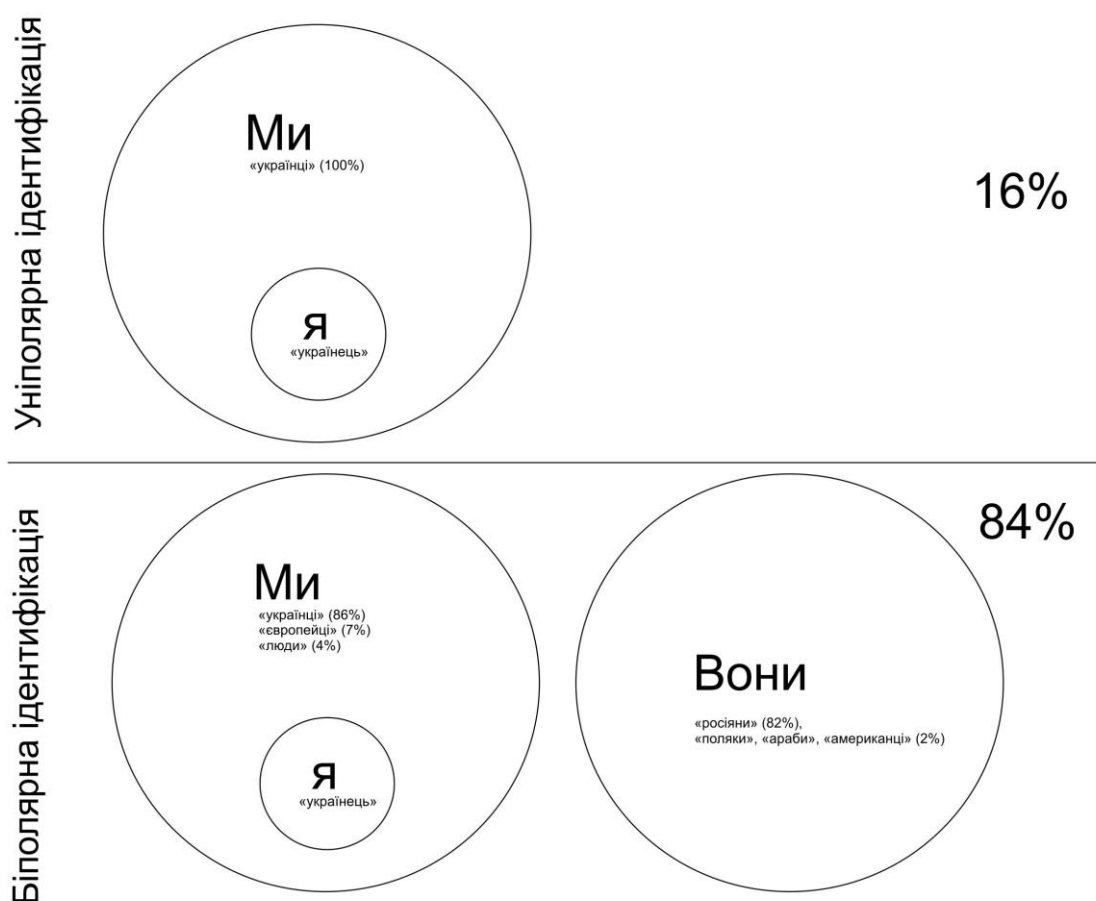 Уніполярна ідентифікація
Ми
«українці» (100%)
я
«українець»
16%
Біполярна ідентифікація
Ми
«українці» (86%)
«європейці» (7%)
«люди» (4%)
я
«українець»
Вони
«росіяни» (82%),
«поляки», «араби», «американці» (2%)
84%